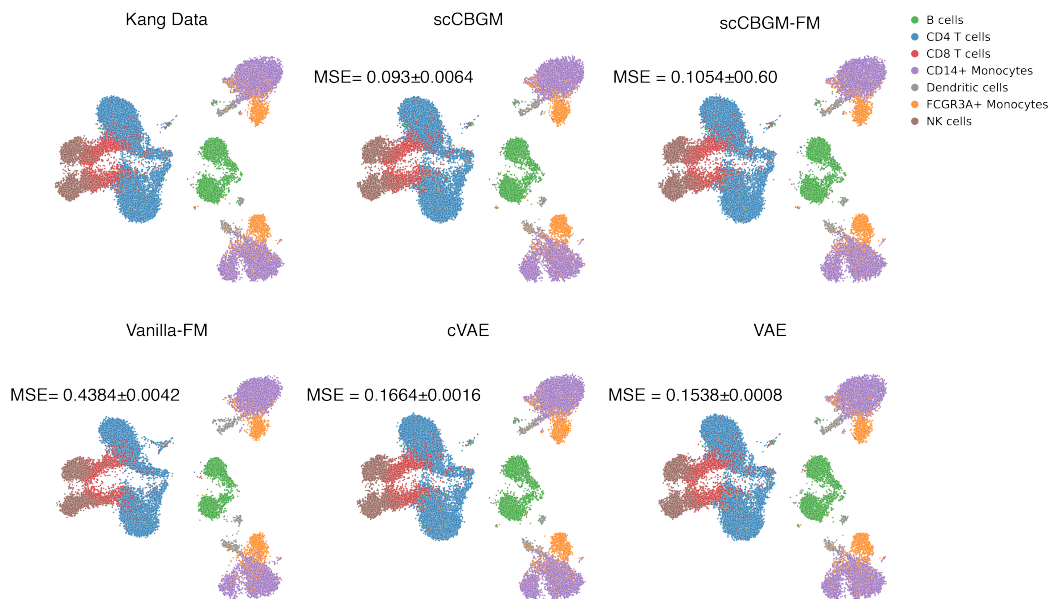 Kang Data
scCBGM
scCBGM-FM
MSE= 0.093±0.0064
MSE = 0.1054±00.60
B cells
CD4 T cells
CD8 T cells
CD14+ Monocytes
Dendritic cells
FCGR3A+ Monocytes
NK cells
Vanilla-FM
cVAE
VAE
MSE= 0.4384±0.0042
MSE = 0.1664±0.0016
MSE = 0.1538±0.0008